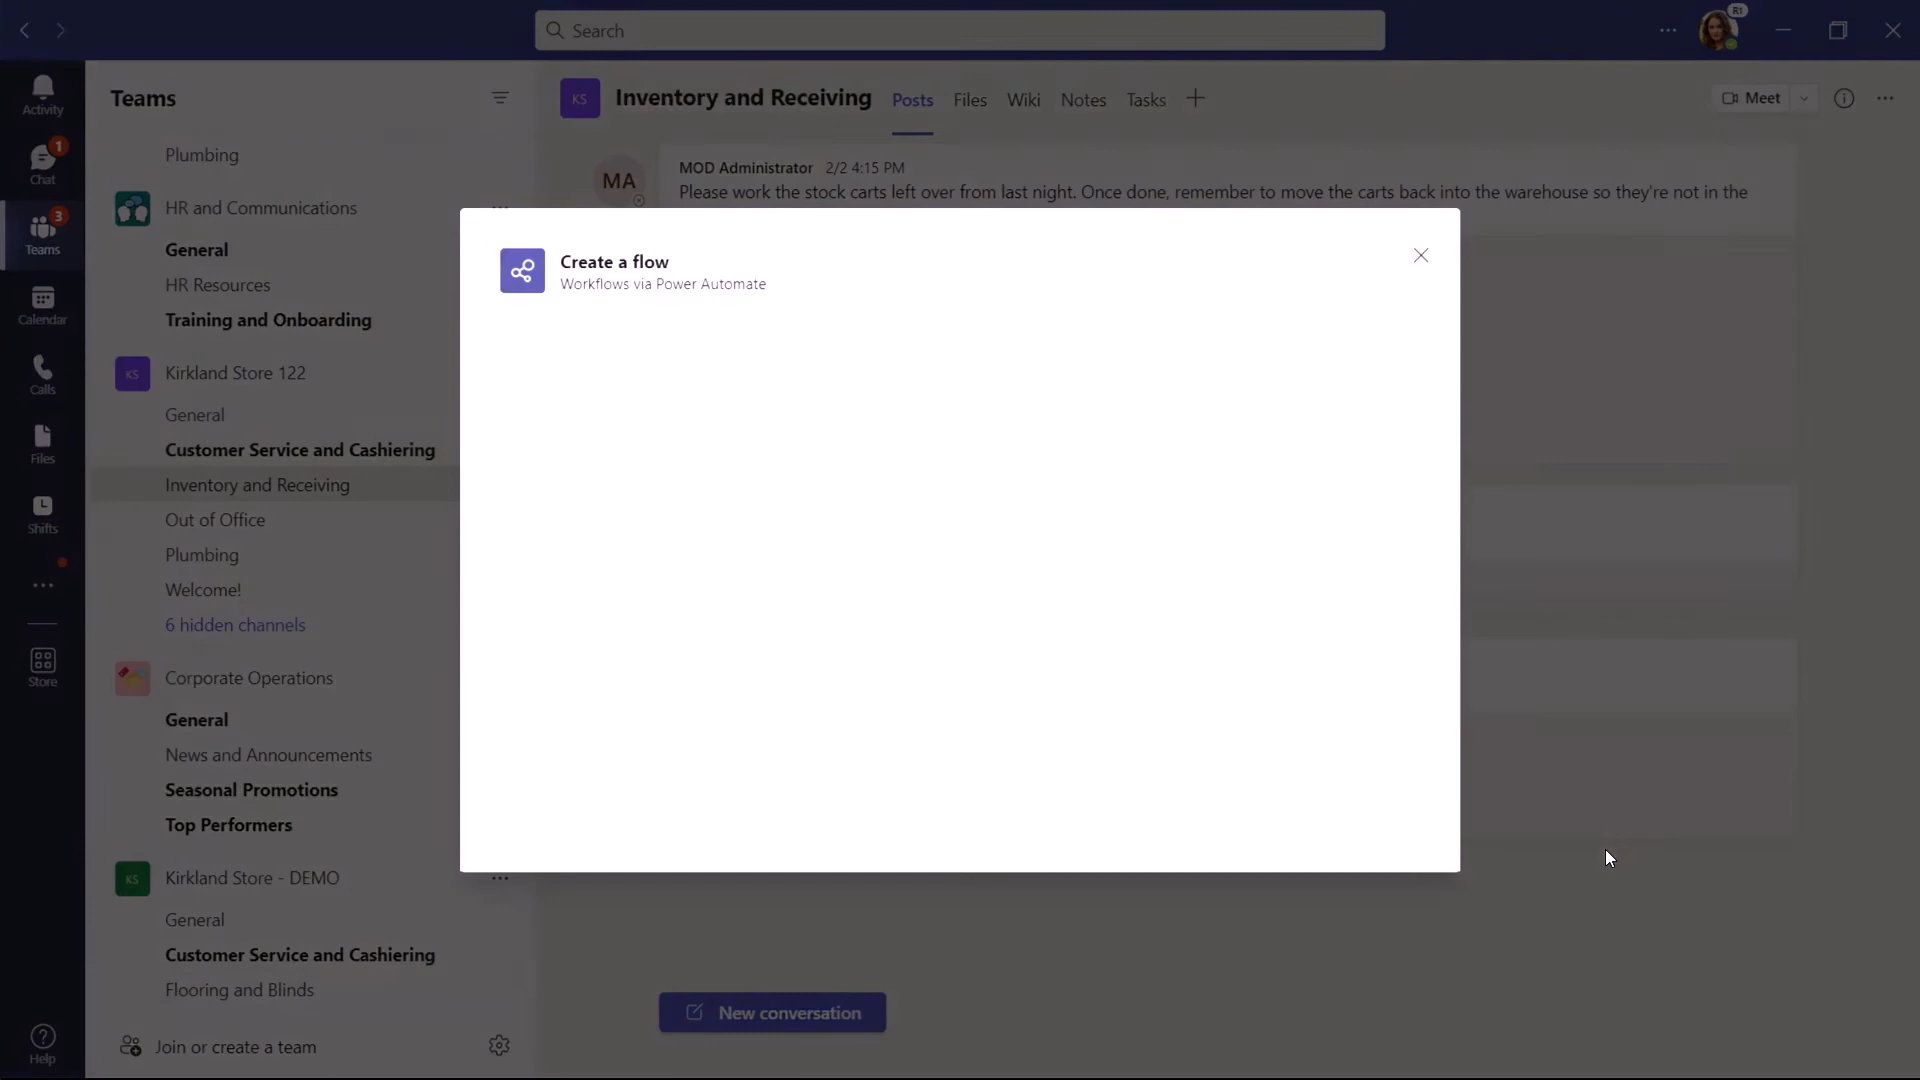 Search
R1
Activity
1
Chat
3
Teams
Calendar
Calls
Files
Shifts
Store
Help
Teams
Plumbing
HR and Communications
General
HR Resources
Training and Onboarding
KS
Kirkland Store 122
General
Customer Service and Cashiering
Inventory and Receiving
Out of Office
Plumbing
Welcome!
6 hidden channels
Corporate Operations
General
News and Announcements
Seasonal Promotions
Top Performers
KS
Kirkland Store - DEMO
General
Customer Service and Cashiering
Flooring and Blinds
Join or create a team
KS
Inventory and Receiving
Posts
Files
Wiki
Notes
Tasks
Meet
MA
MOD Administrator 2/2 4:15 PM
Please work the stock carts left over from last night. Once done, remember to move the carts back into the warehouse so they're not in the
Create a flow
Workflows via Power Automate
New conversation